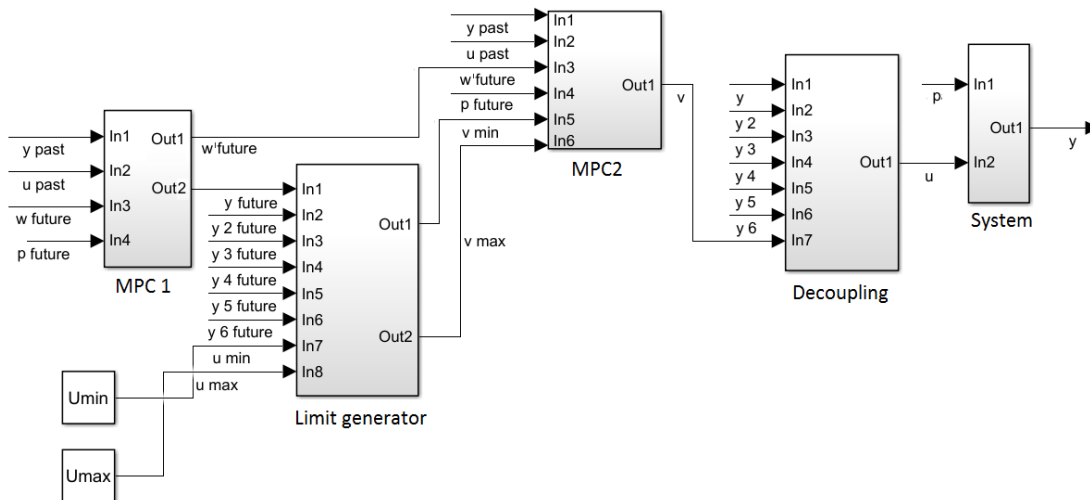 In1
In2
In3
In4
Out1
Out2
y past
u past
w future
p future
MPC 1
w'future
In1
In2
In3
In4
In5
In6
In7
In8
Out1
Out2
y future
y 2 future
y 3 future
y 4 future
y 5 future
y 6 future
u min
u max
Limit generator
Umin
Umax
In1
In2
In3
In4
In5
In6
Out1
y past
u past
w'future
p future
v min
v max
MPC2
v
In1
In2
In3
In4
In5
In6
In7
Out1
y
y 2
y 3
y 4
y 5
y 6
Decoupling
u
In1
In2
Out1
p
System
y